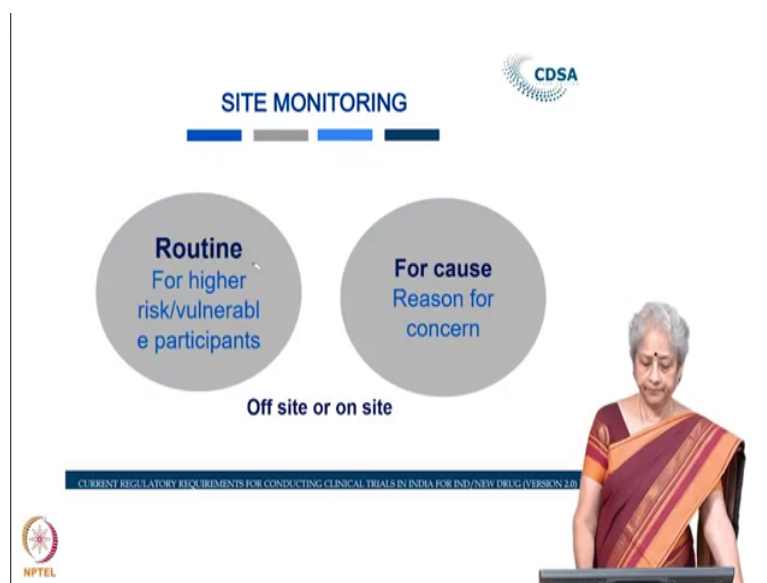 CDSA
SITE MONITORING
Routine
For higher
risk/vulnerabl
e participants
For cause
Reason for
concern
Off site or on site
CURRENT REGULATORY REQUIREMENTS FOR CONDUCTING CLINICAL TRIALS IN INDIA FOR IND/NEW DRUG (VERSION 2.0)
NPTEL